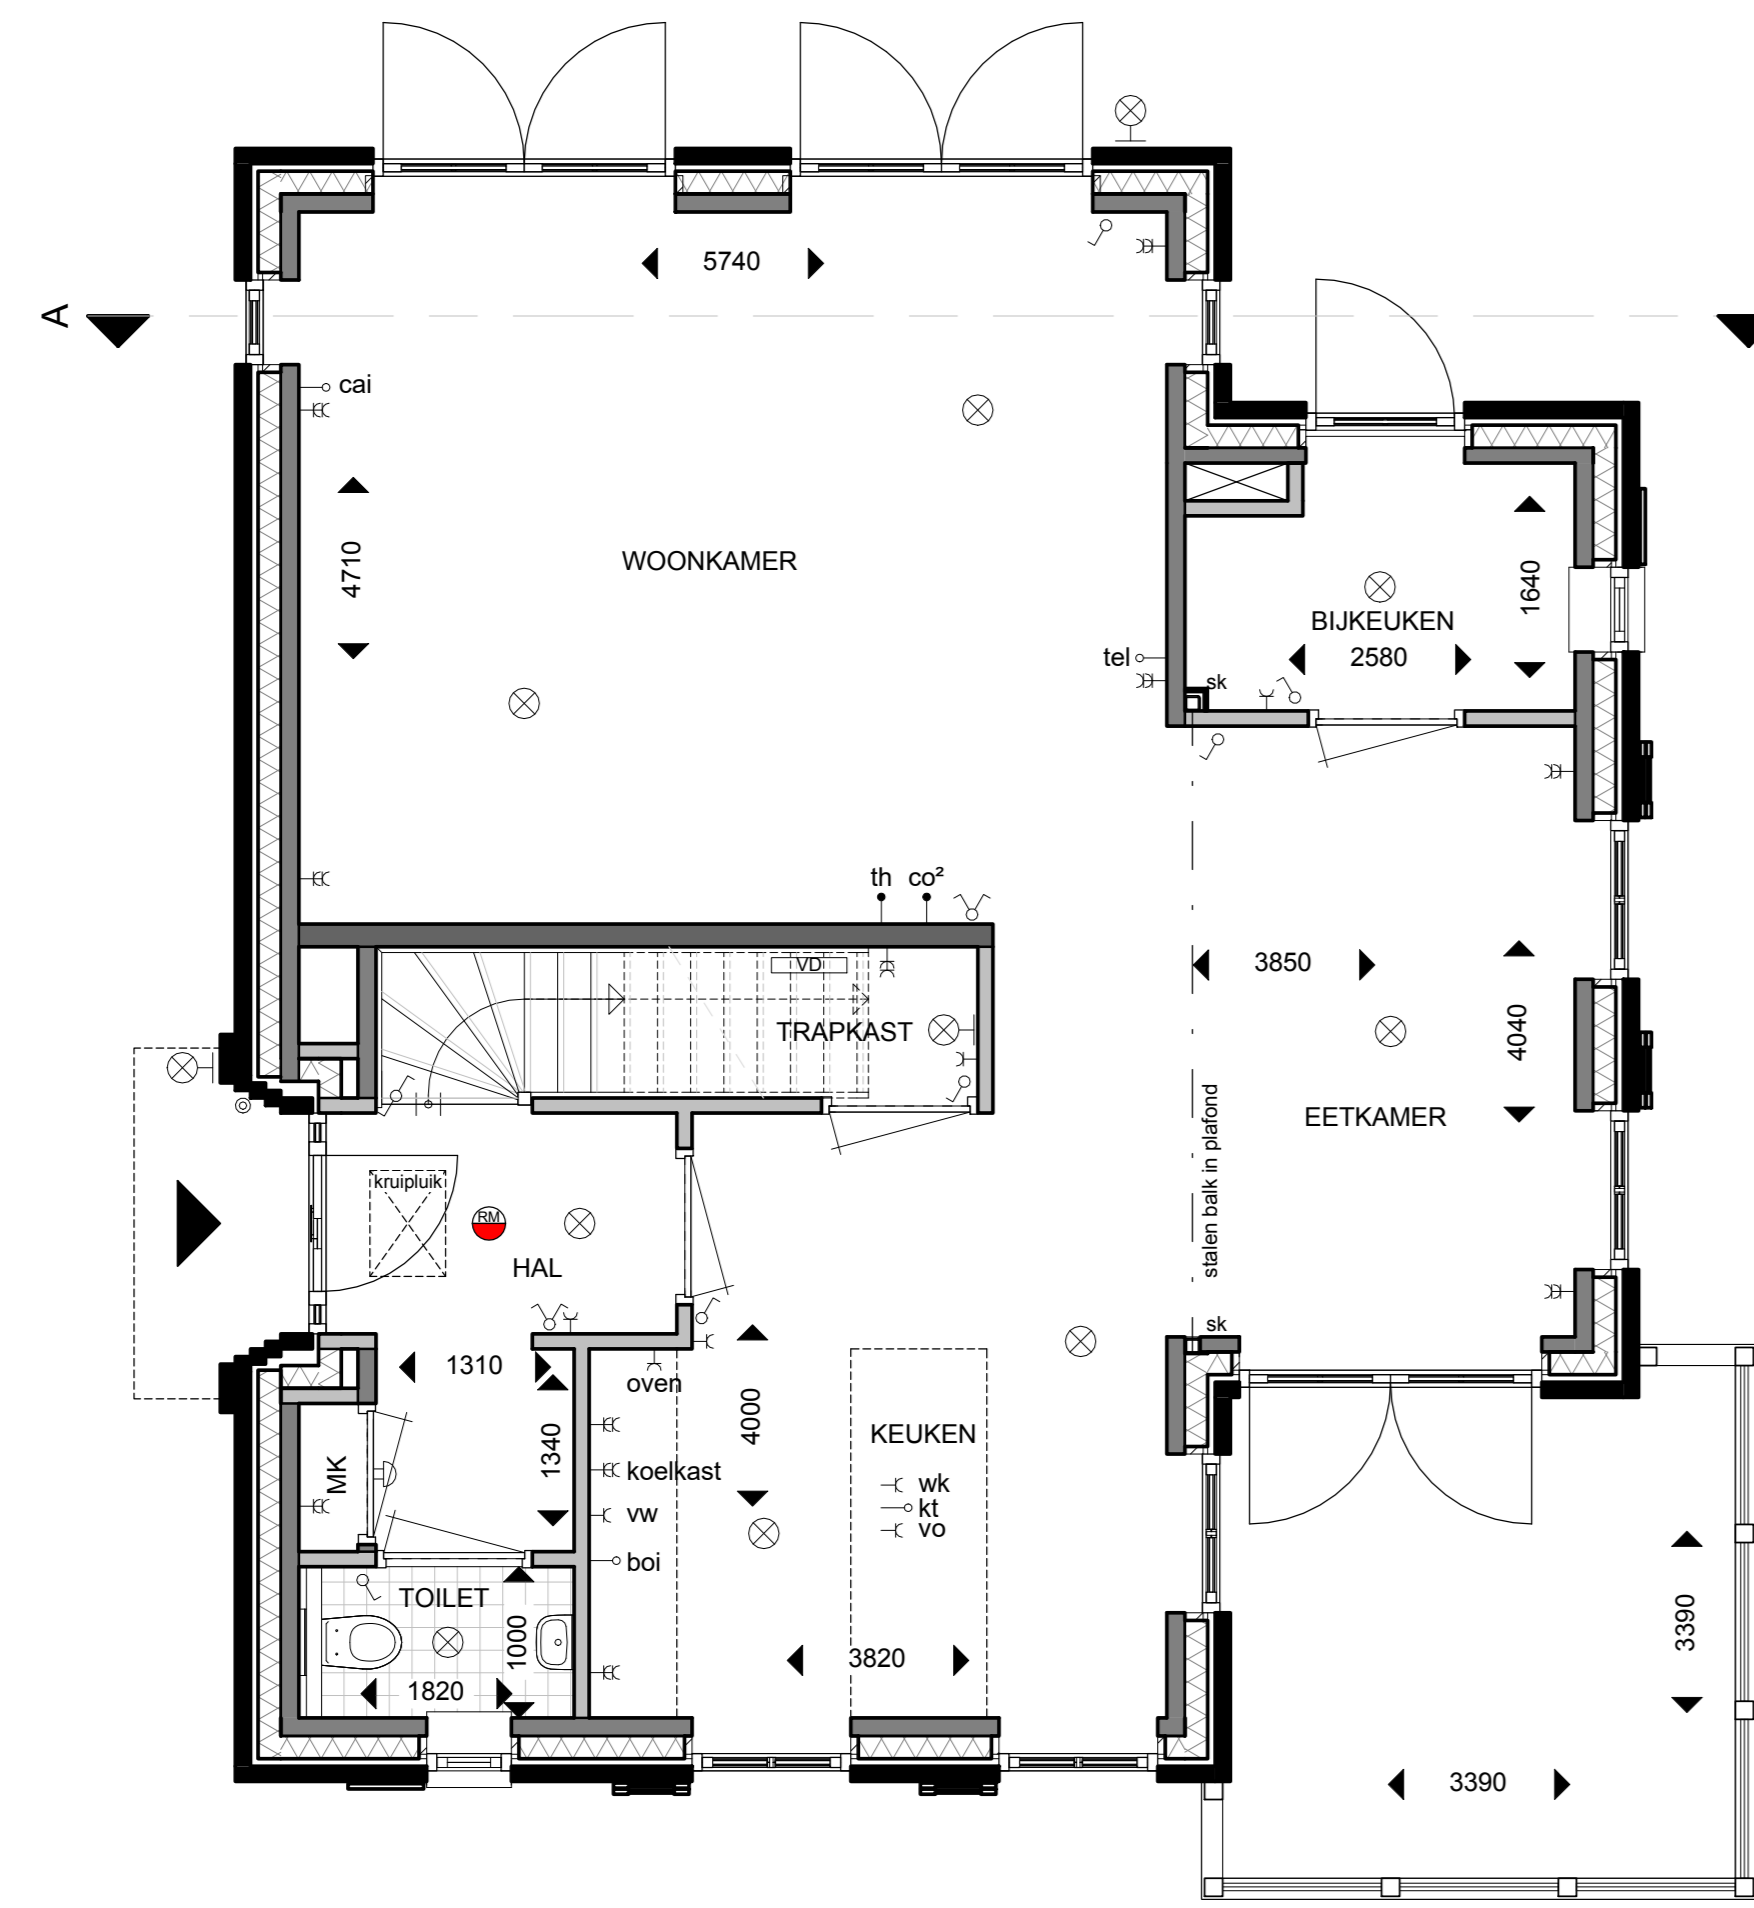 5740
A
cai
4710
WOONKAMER
1640
BIJKEUKEN
2580
tel
sk
th co²
VD
TRAPKAST
3850
4040
EETKAMER
stalen balk in plafond
kruipluik
RM
HAL
sk
1310
oven
4000
KEUKEN
1340
MK
koelkast
wk
kt
vw
vo
boi
TOILET
1000
1820
3820
3390
3390